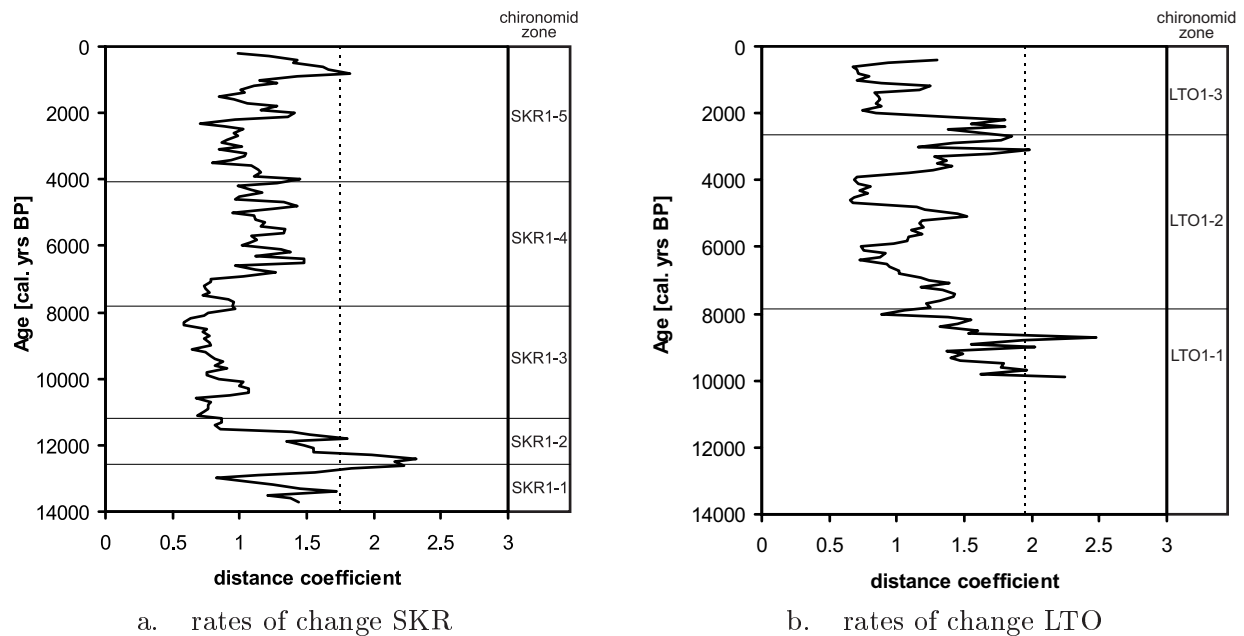 chironomid
zone
0
2000
4000
6000
8000
10000
12000
14000
Age [cal. yrs BP]
SKR1-5
SKR1-4
SKR1-3
SKR1-2
SKR1-1
0 0.5 1 1.5 2 2.5 3
distance coefficient
a. rates of change SKR
chironomid
zone
0
2000
4000
6000
8000
10000
12000
14000
Age [cal. yrs BP]
LTO1-3
LTO1-2
LTO1-1
0 0.5 1 1.5 2 2.5 3
distance coefficient
b. rates of change LTO